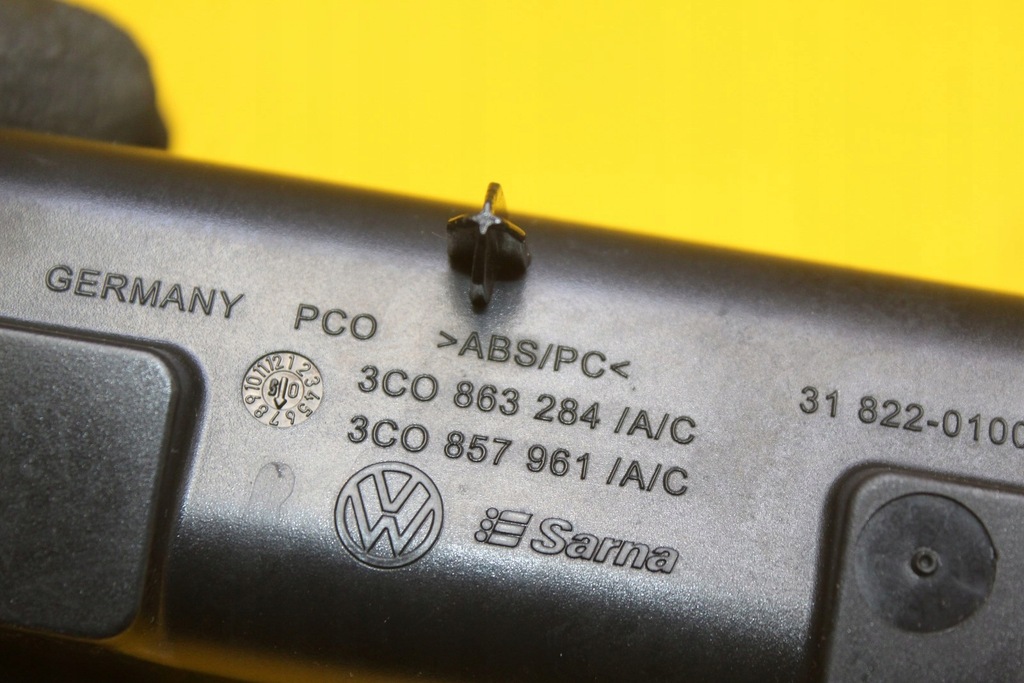 GERMANY PCO >ABS/PC<
3CO 863 284 /A/C
3CO 857 961 /A/C
31 822-0100
Sarna